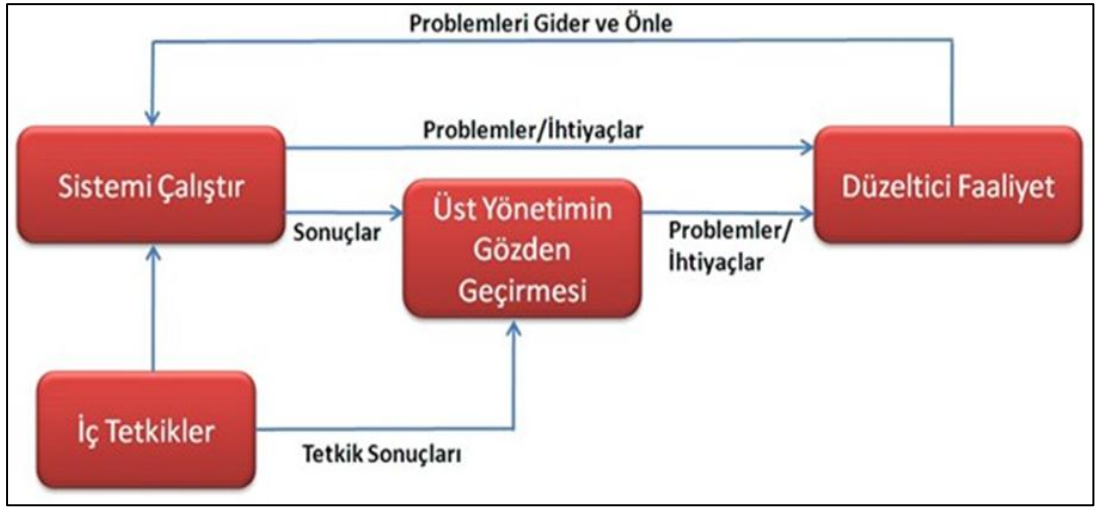 Problemleri Gider ve Önle
Problemler/İhtiyaçlar
Sistemi Çalıştır
Düzeltici Faaliyet
Üst Yönetimin
Gözden
Geçirmesi
Sonuçlar
Problemler/
İhtiyaçlar
İç Tetkikler
Tetkik Sonuçları